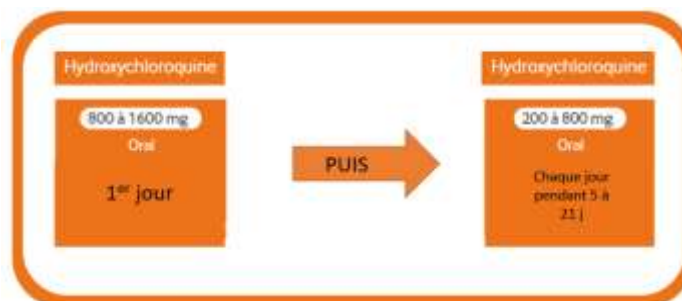 Hydroxychloroquine
800 à 1600 mg
Oral
1er jour
PUIS
Hydroxychloroquine
200 à 800 mg
Oral
Chaque jour
pendant 5 à
21 j